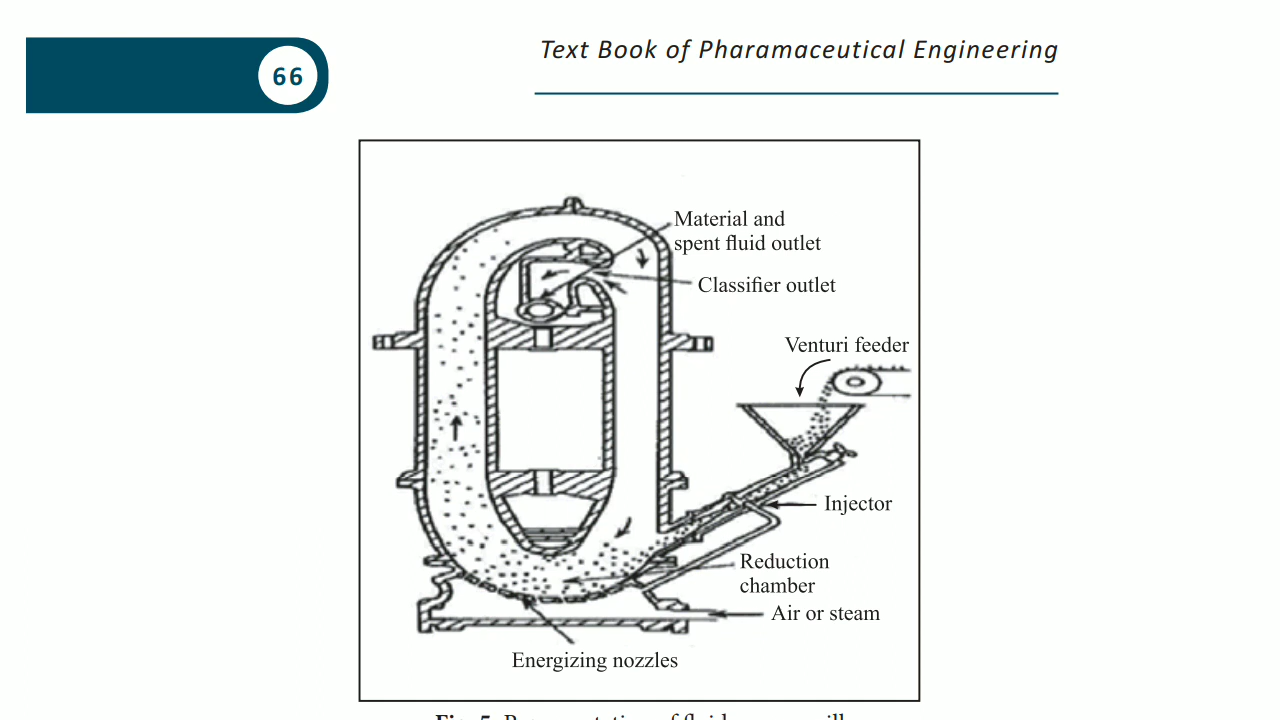 66
Text Book of Pharamaceutical Engineering
Material and
spent fluid outlet
Classifier outlet
Venturi feeder
Injector
Reduction
chamber
Air or steam
Energizing nozzles